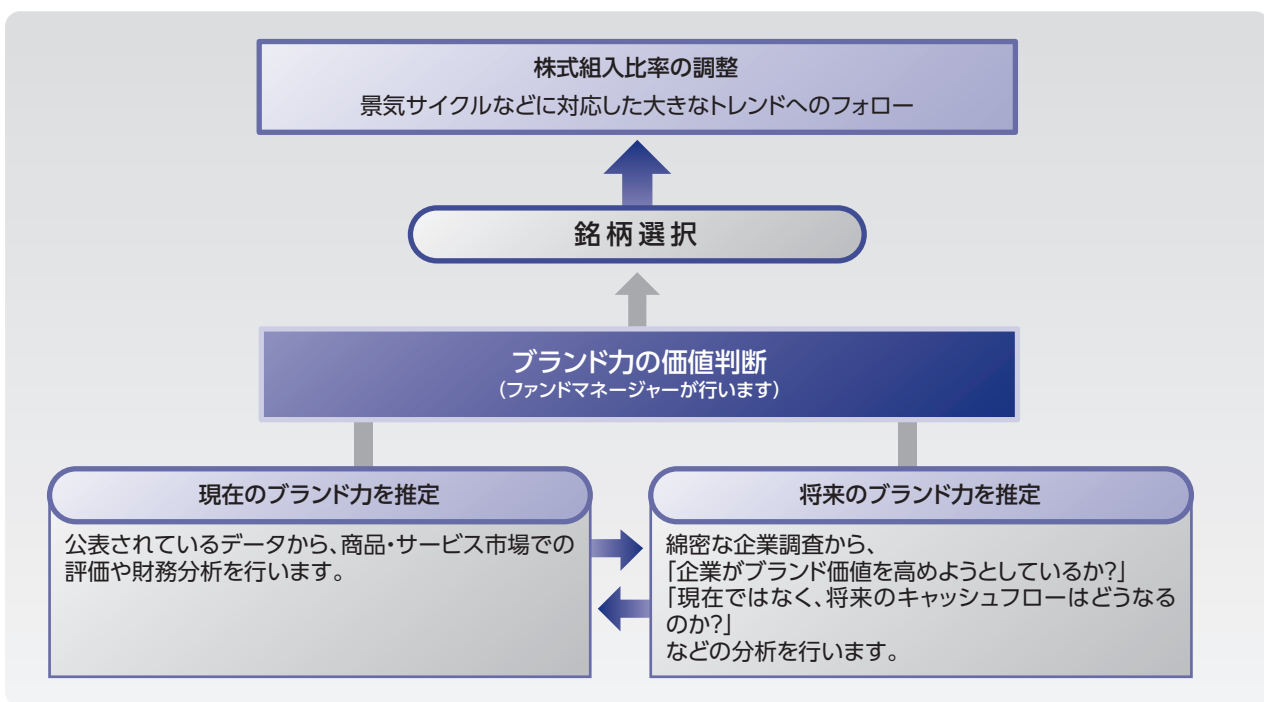 株式組入比率の調整
景気サイクルなどに対応した大きなトレンドへのフォロー
銘柄選択
ブランド力の価値判断
(ファンドマネージャーが行います)
現在のブランド力を推定
公表されているデータから、商品・サービス市場での
評価や財務分析を行います。
将来のブランド力を推定
綿密な企業調査から、
「企業がブランド価値を高めようとしているか?」
「現在ではなく、将来のキャッシュフローはどうなる
のか?」
などの分析を行います。